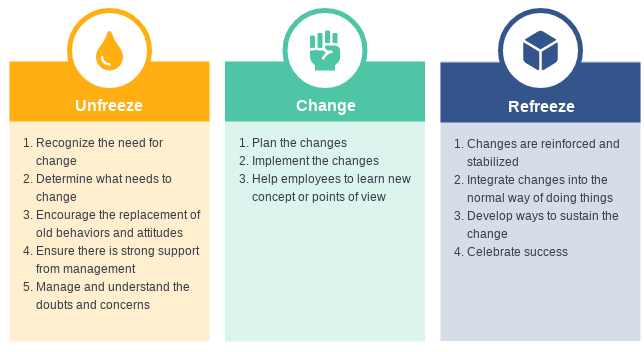 Unfreeze
1. Recognize the need for
change
2. Determine what needs to
change
3. Encourage the replacement of
old behaviors and attitudes
4. Ensure there is strong support
from management
5. Manage and understand the
doubts and concerns
Change
1. Plan the changes
2. Implement the changes
3. Help employees to learn new
concept or points of view
Refreeze
1. Changes are reinforced and
stabilized
2. Integrate changes into the
normal way of doing things
3. Develop ways to sustain the
change
4. Celebrate success